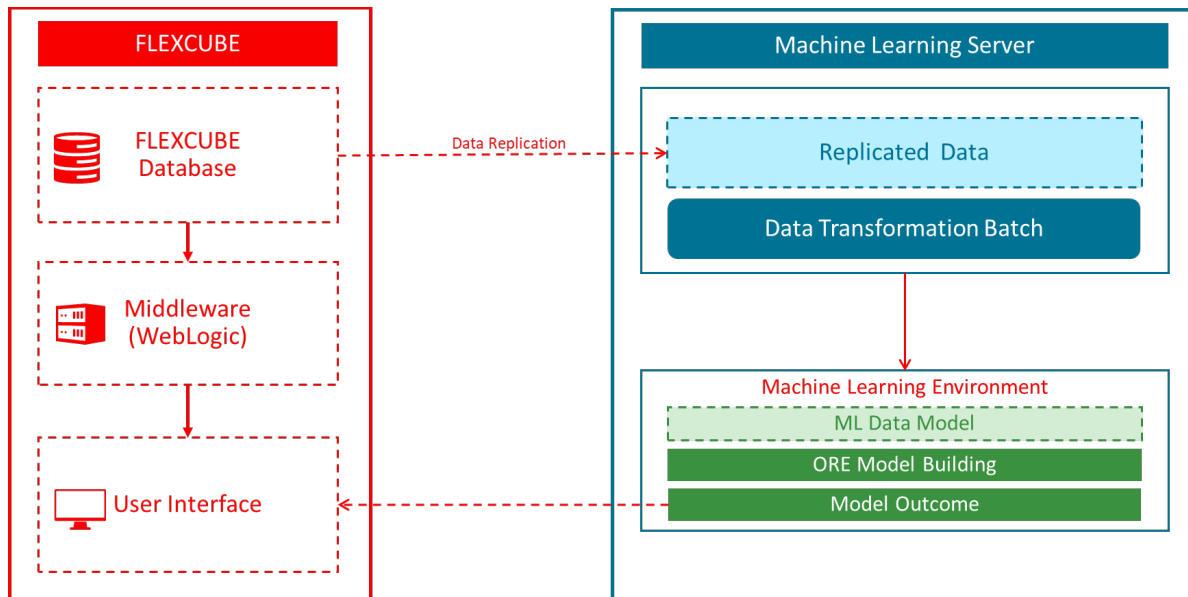 FLEXCUBE
FLEXCUBE
Database
Middleware
(WebLogic)
User Interface
Data Replication
Machine Learning Server
Replicated Data
Data Transformation Batch
Machine Learning Environment
ML Data Model
ORE Model Building
Model Outcome